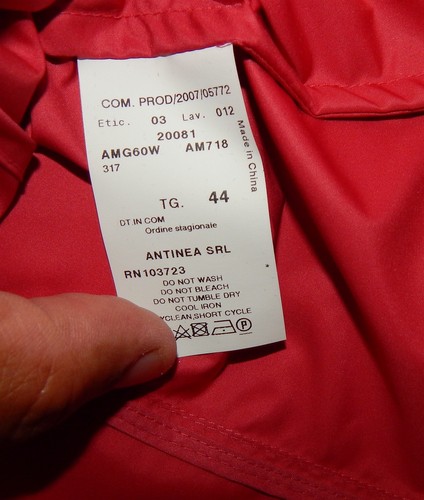 COM. PROD/2007/05772
Etic. 03 Lav. 012
20081
AMG60W AM718
317
Made in China
TG. 44
DT.IN COM
Ordine stagionale
ANTINEA SRL
RN103723
DO NOT WASH
DO NOT BLEACH
DO NOT TUMBLE DRY
COOL IRON
YCLEAN,SHORT CYCLE
P